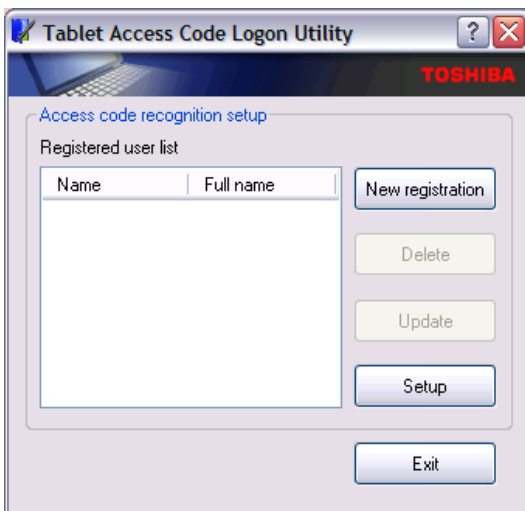 Tablet Access Code Logon Utility
TOSHIBA
Access code recognition setup
Registered user list
Name Full name
New registration
Delete
Update
Setup
Exit